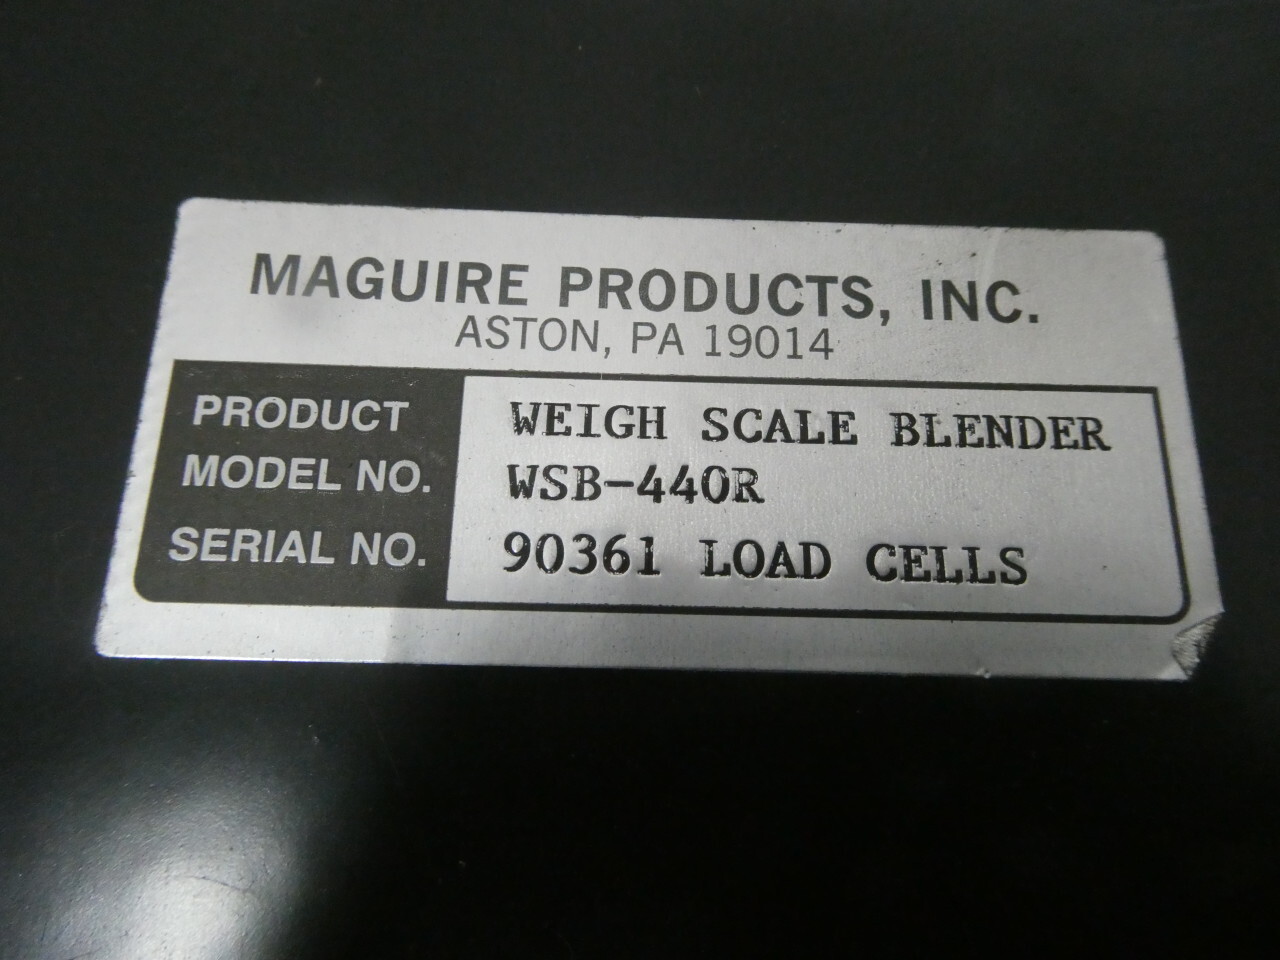 MAGUIRE PRODUCTS, INC.
ASTON, PA 19014
PRODUCT WEIGH SCALE BLENDER
MODEL NO. WSB-440R
SERIAL NO. 90361 LOAD CELLS